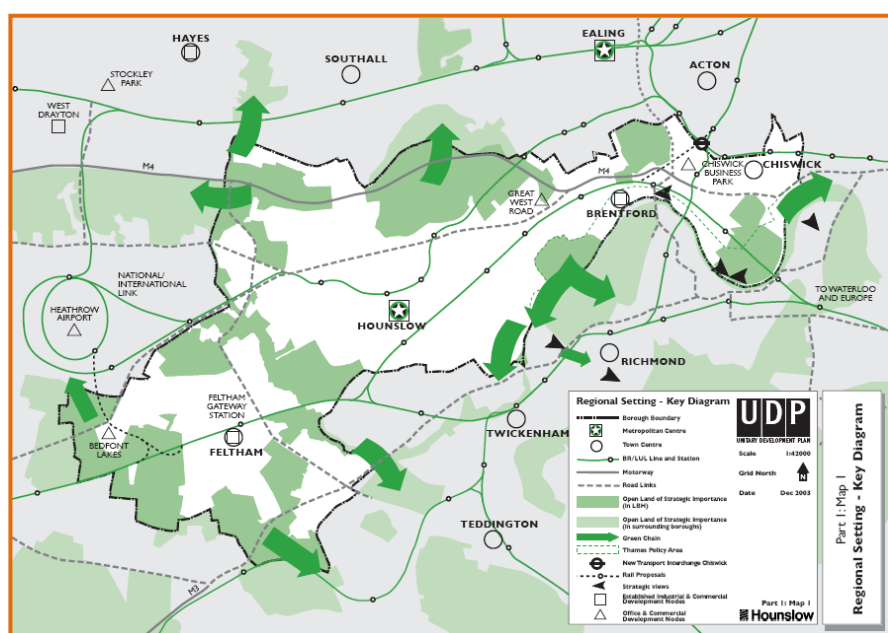 HAYES
STOCKLEY
PARK
WEST
DRAYTON
SOUTHALL
EALING
ACTON
M4
M4
GREAT
WEST
ROAD
BRENTFORD
CHISWICK
CHISWICK
BUSINESS
PARK
NATIONAL/
INTERNATIONAL
LINK
HEATHROW
AIRPORT
HOUNSLOW
TO WATERLOO
AND EUROPE
RICHMOND
FELTHAM
GATEWAY
STATION
FELTHAM
BEDFONT
LAKES
TWICKENHAM
TEDDINGTON
M3
Regional Setting - Key Diagram
Borough Boundary
Metropolitan Centre
Town Centre
BR/LUL Line and Station
Motorway
Road Links
Open Land of Strategic Importance
(in LBH)
Open Land of Strategic Importance
(in surrounding boroughs)
Green Chain
Thames Policy Area
New Transport Interchange Chiswick
Rail Proposals
Strategic views
Established Industrial & Commercial
Development Nodes
Office & Commercial
Development Nodes
UDP
UNITARY DEVELOPMENT PLAN
Scale 1:42000
Grid North N
Date Dec 2003
Part 1: Map 1
Hounslow
Part 1: Map 1
Regional Setting - Key Diagram